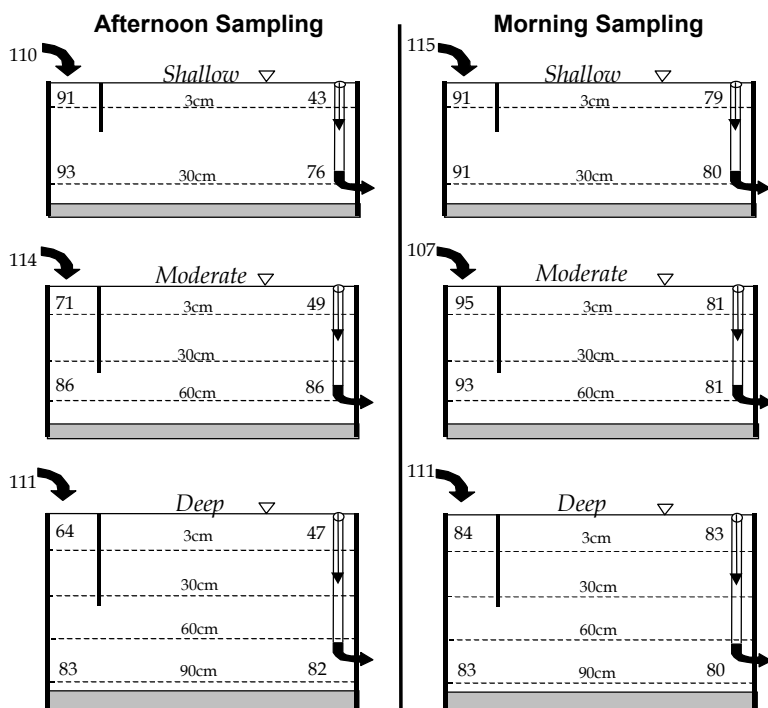 Afternoon Sampling
110
Shallow
91 3cm 43
93 30cm 76
114
Moderate
71 3cm 49
30cm
86 60cm 86
111
Deep
64 3cm 47
30cm
60cm
83 90cm 82
Morning Sampling
115
Shallow
91 3cm 79
91 30cm 80
107
Moderate
95 3cm 81
30cm
93 60cm 81
111
Deep
84 3cm 83
30cm
60cm
83 90cm 80